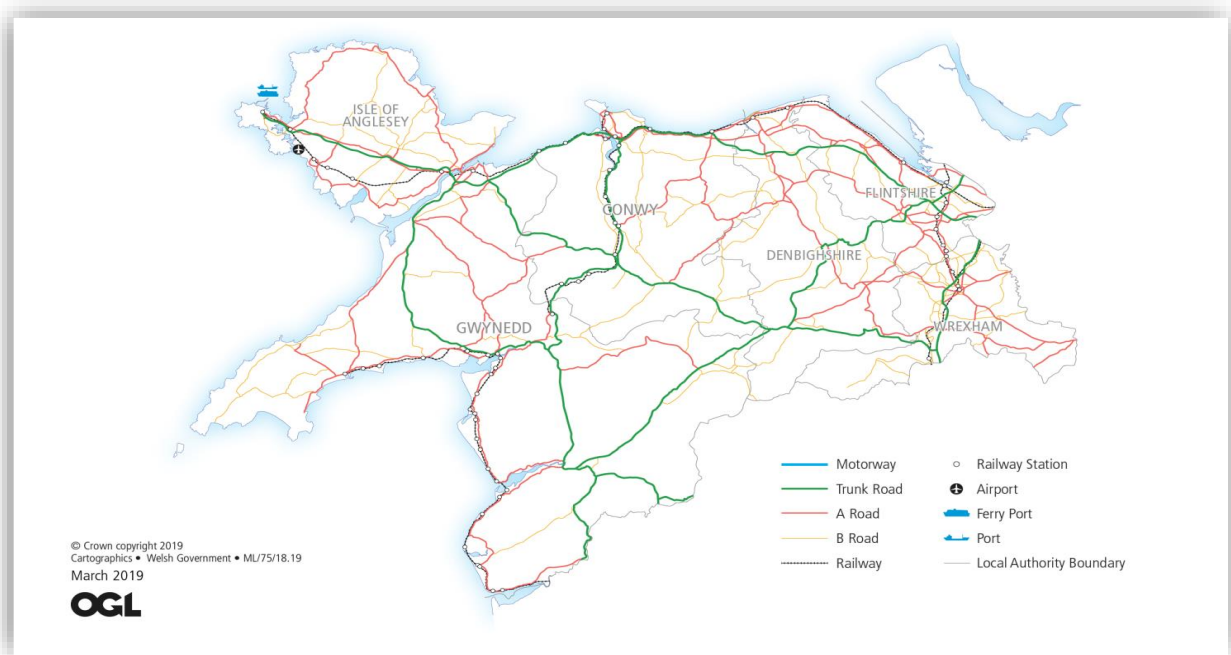 ISLE OF
ANGLESEY
FLINTSHIRE
CONWY
DENBIGHSHIRE
GWYNEDD
WREXHAM
Motorway
Trunk Road
A Road
B Road
Railway
Railway Station
Airport
Ferry Port
Port
Local Authority Boundary
© Crown copyright 2019
Cartographics • Welsh Government • ML/75/18.19
March 2019
OGL